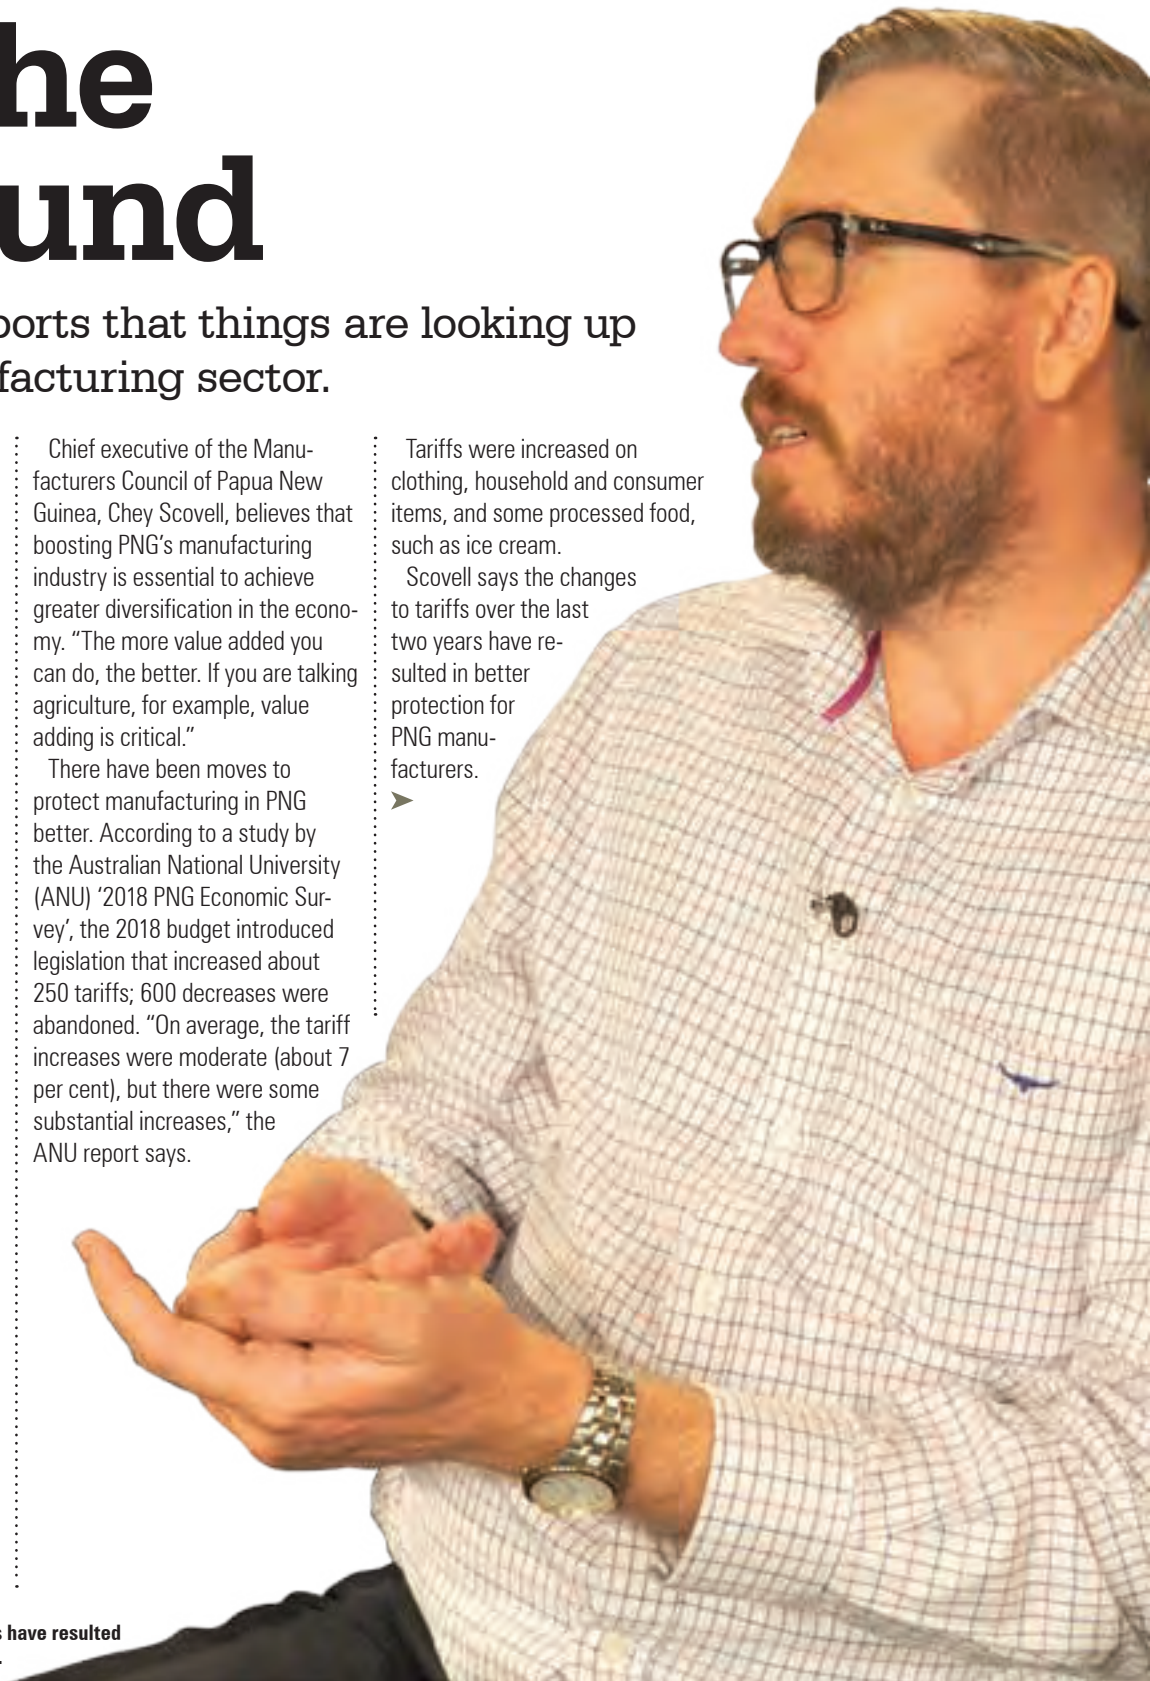 he
und
ports that things are looking up
facturing sector.
Chief executive of the Manu-
facturers Council of Papua New
Guinea, Chey Scovell, believes that
boosting PNG’s manufacturing
industry is essential to achieve
greater diversification in the econo-
my. “The more value added you
can do, the better. If you are talking
agriculture, for example, value
adding is critical.”
There have been moves to
protect manufacturing in PNG
better. According to a study by
the Australian National University
(ANU) ‘2018 PNG Economic Sur-
vey’, the 2018 budget introduced
legislation that increased about
250 tariffs; 600 decreases were
abandoned. “On average, the tariff
increases were moderate (about 7
per cent), but there were some
substantial increases,” the
ANU report says.
Tariffs were increased on
clothing, household and consumer
items, and some processed food,
such as ice cream.
Scovell says the changes
to tariffs over the last
two years have re-
sulted in better
protection for
PNG manu-
facturers.
s have resulted
.